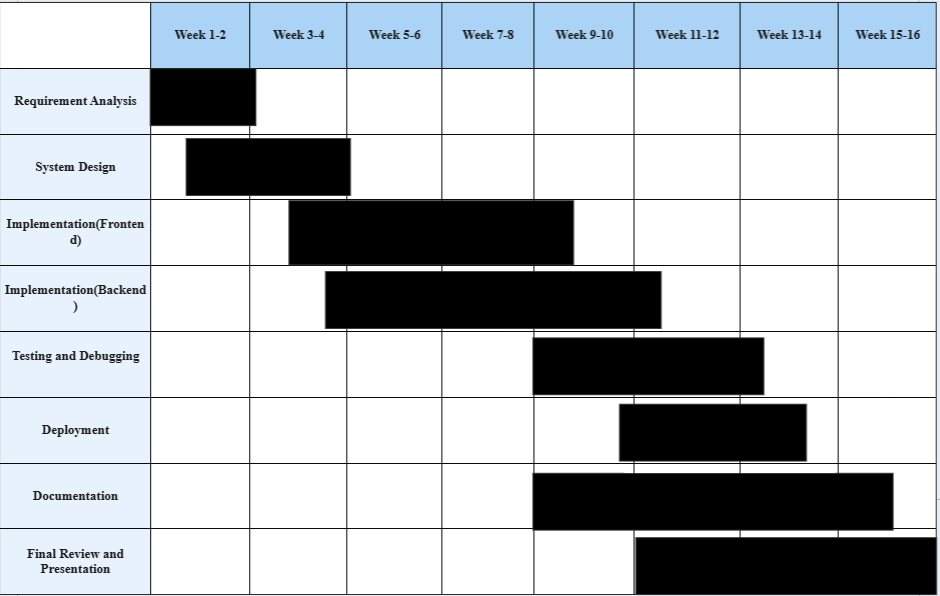 Week 1-2 Week 3-4 Week 5-6 Week 7-8 Week 9-10 Week 11-12 Week 13-14 Week 15-16
Requirement Analysis
System Design
Implementation(Fronten
d)
Implementation(Backend
)
Testing and Debugging
Deployment
Documentation
Final Review and
Presentation